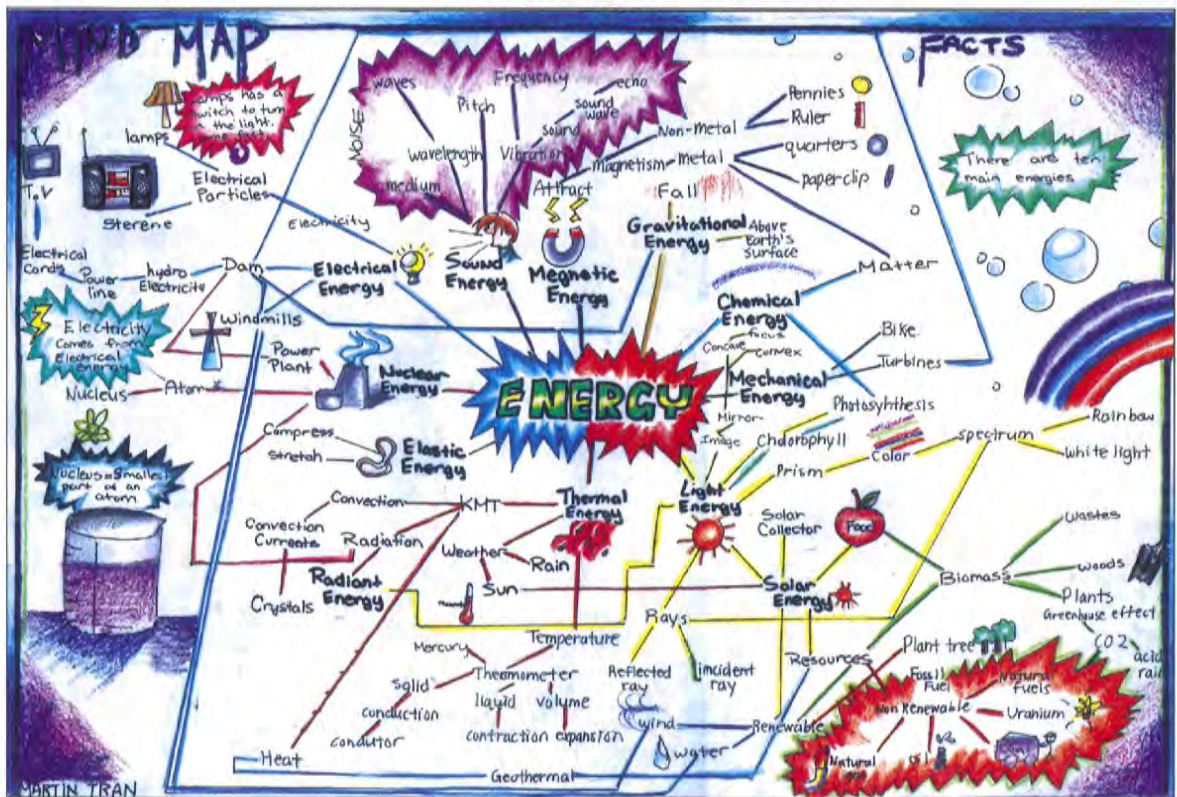 MIND MAP
FACTS
lamps has a
switch to turn
the light.
lamps
T.V
Sterene
Electrical
Particles
Electricity
Electrical
Cords
Power
line
hydro
Electricity
Dam
Windmills
Electricity
Comes from
Electrical
energy
Electrical
Energy
NOISE
waves
Frequency
echo
Pitch
sound
wave
sound
Vibration
wavelength
medium
Sound
Energy
Attract
Magnetism
Non-Metal
Metal
Pennies
Ruler
quarters
paperclip
Megnetic
Energy
Fall
Gravitational
Energy
Above
Earth's
surface
There are ten
main energies
Matter
Chemical
Energy
focus
Concave
convex
Mechanical
Energy
Bike
Turbines
Photosyhthesis
Mirror
Image
Chdorophyll
Prism
Color
spectrum
Rainbow
white light
ENERGY
Power
Plant
Nuclear
Energy
Nucleus
Atom
Nucleus=Smallest
part of an
atom
Compress
Stretah
Elastic
Energy
Convection
KMT
Thermal
Energy
Convection
Currents
Radiation
Weather
Rain
Sun
Crystals
Radiant
Energy
Light
Energy
Solar
Collector
Food
Solar
Energy
Wastes
Biomass
woods
Plants
Greenhouse effect
CO2
acid
rain
Rays
Reflected
ray
incident
ray
Resources
Plant tree
Temperature
Mercury
Theamometer
solid
liquid
volume
conduction
condutor
contraction
expansion
wind
water
Renewable
Fossil
Fuel
Natural
fuels
Non Renewable
Uranium
Natural
gas
oil
Heat
Geothermal
MARTIN TRAN